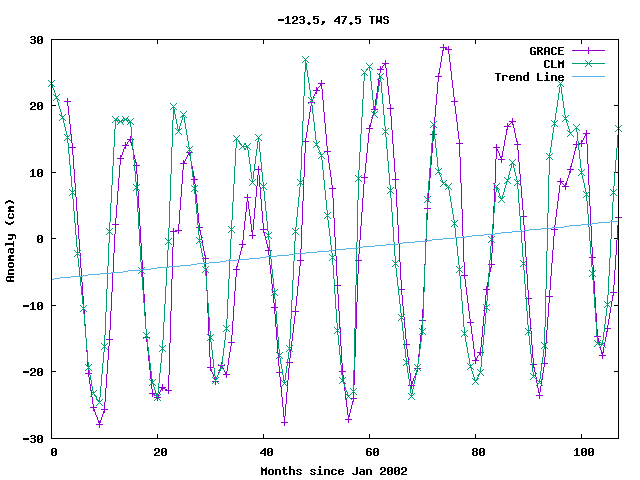 -123.5, 47.5 TWS
30
20
10
0
-10
-20
-30
Anomaly (cm)
GRACE
CLM
Trend Line
0 20 40 60 80 100
Months since Jan 2002